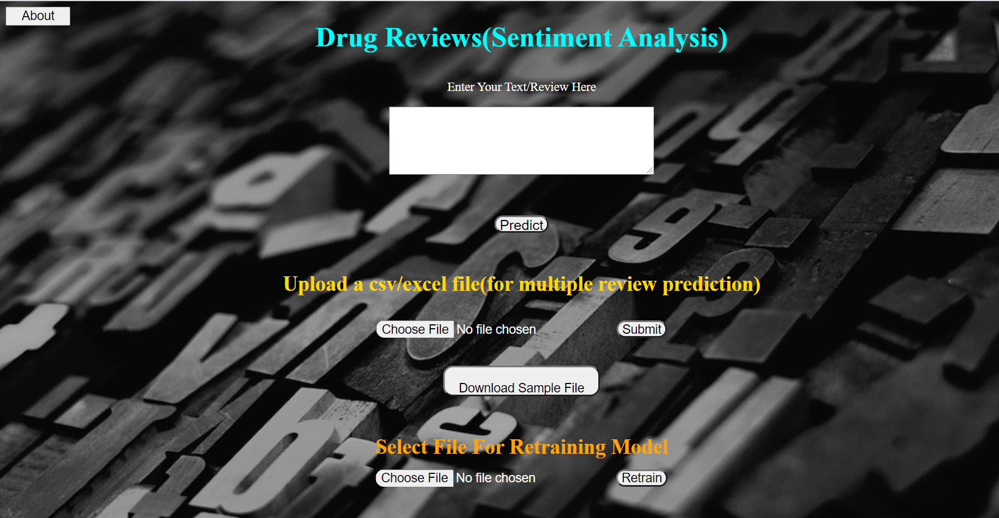 About
Drug Reviews(Sentiment Analysis)
Enter Your Text/Review Here
Predict
Upload a csv/excel file(for multiple review prediction)
Choose File No file chosen Submit
Download Sample File
Select File For Retraining Model
Choose File No file chosen Retrain